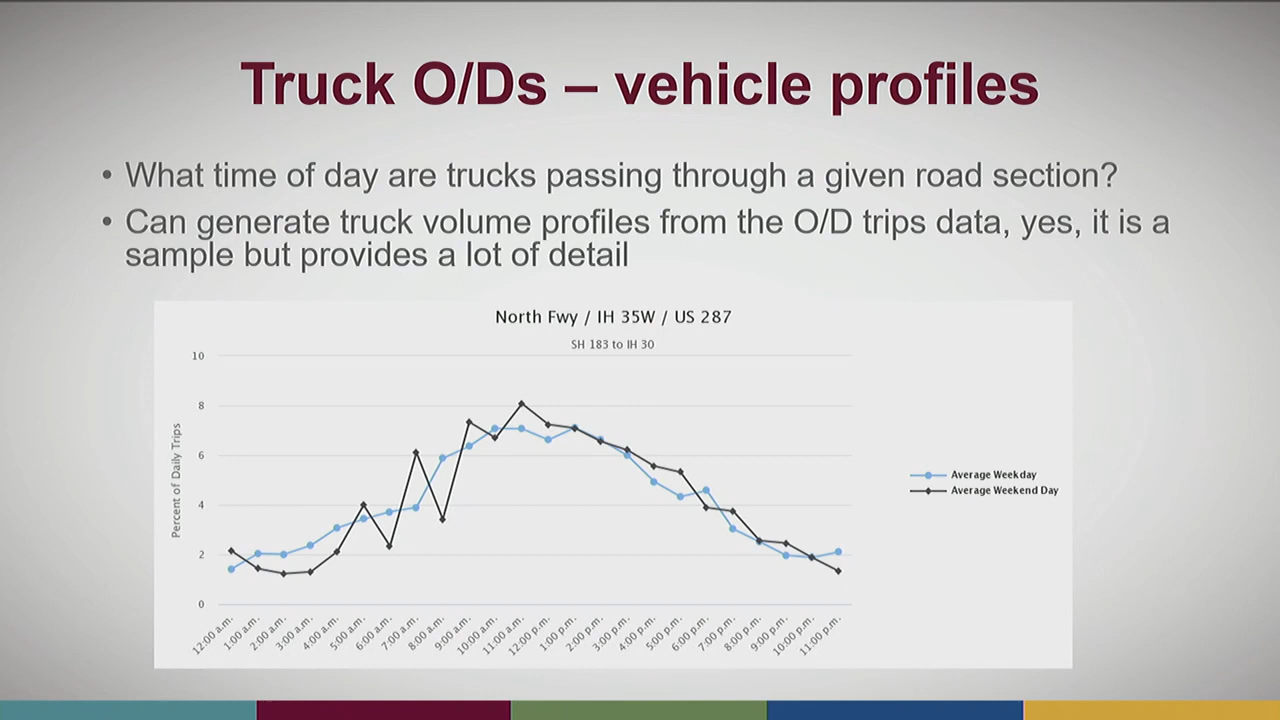 Truck O/Ds – vehicle profiles
• What time of day are trucks passing through a given road section?
• Can generate truck volume profiles from the O/D trips data, yes, it is a
sample but provides a lot of detail
North Fwy / IH 35W / US 287
SH 183 to IH 30
Percent of Daily Trips
10
8
6
4
2
0
12:00 a.m.
1:00 a.m.
2:00 a.m.
3:00 a.m.
4:00 a.m.
5:00 a.m.
6:00 a.m.
7:00 a.m.
8:00 a.m.
9:00 a.m.
10:00 a.m.
11:00 a.m.
12:00 p.m.
1:00 p.m.
2:00 p.m.
3:00 p.m.
4:00 p.m.
5:00 p.m.
6:00 p.m.
7:00 p.m.
8:00 p.m.
9:00 p.m.
10:00 p.m.
11:00 p.m.
Average Weekday
Average Weekend Day